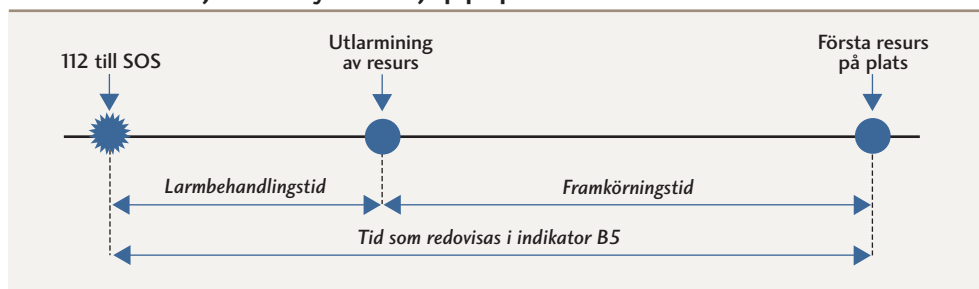 112 till SOS
Utlarmining
av resurs
Första resurs
på plats
Larmbehandlingstid
Framkörningstid
Tid som redovisas i indikator B5